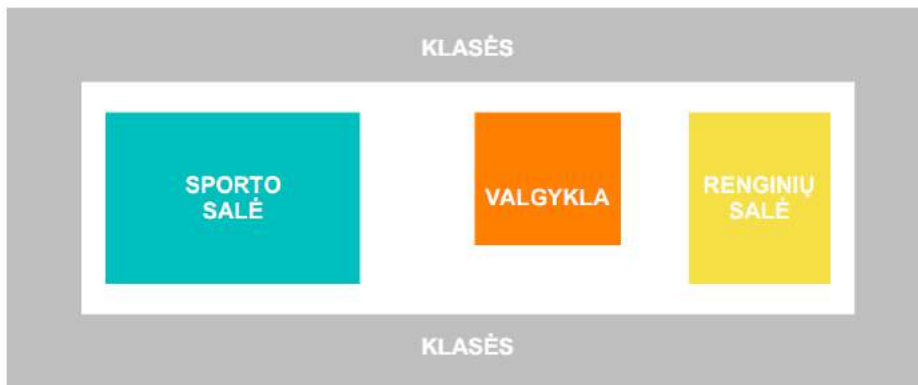 KLASĖS
SPORTO
SALĖ
VALGYKLA
RENGINIŲ
SALĖ
KLASĖS